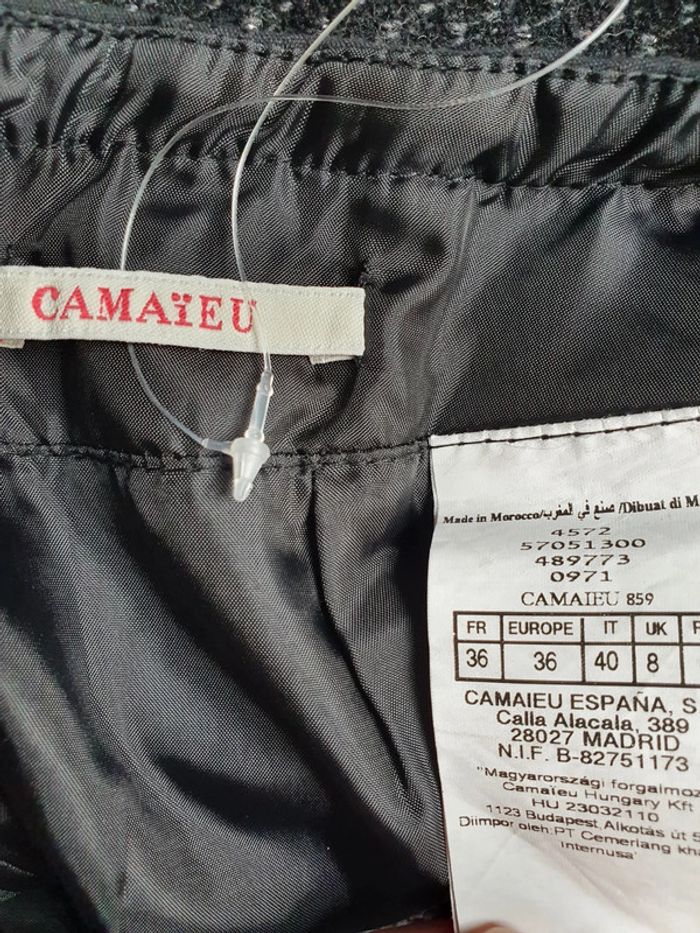 CAMAÏEU
Made in Morocco/صنع في المغرب /Dibuat di M
4572
57051300
489773
0971
CAMAIEU 859
FR EUROPE IT UK
36 36 40 8
CAMAIEU ESPAÑA, S
Calla Alacala, 389
28027 MADRID
N.I.F. B-82751173
"Magyarországi forgalmoz
Camaïeu Hungary Kft
HU 23032110
1123 Budapest, Alkotás út 5
Diimpor oleh:PT Cemerlang kha
Internusa"